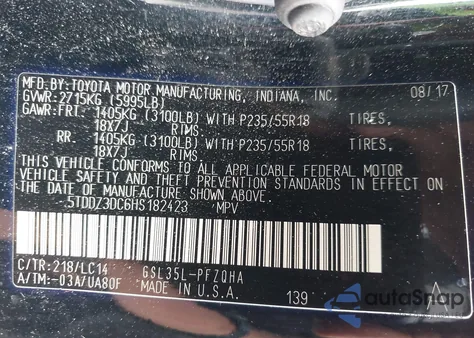 MFD.BY:TOYOTA MOTOR MANUFACTURING, INDIANA, INC. 08/17
GVWR:2715KG (5995LB)
GAWR:FRT. 1405KG (3100LB) WITH P235/55R18 TIRES,
18X7J RIMS
RR 1405KG (3100LB) WITH P235/55R18 TIRES,
18X7J RIMS
THIS VEHICLE CONFORMS TO ALL APPLICABLE FEDERAL MOTOR
VEHICLE SAFETY, BUMPER, AND THEFT PREVENTION STANDARDS IN EFFECT ON
THE DATE OF MANUFACTURE SHOWN ABOVE.
5TDDZ3DC6HS182423 MPV
C/TR:218/LC14 GSL35L-PFZQHA
A/TM:-03A/UA80F MADE IN U.S.A. 139
autoSnap